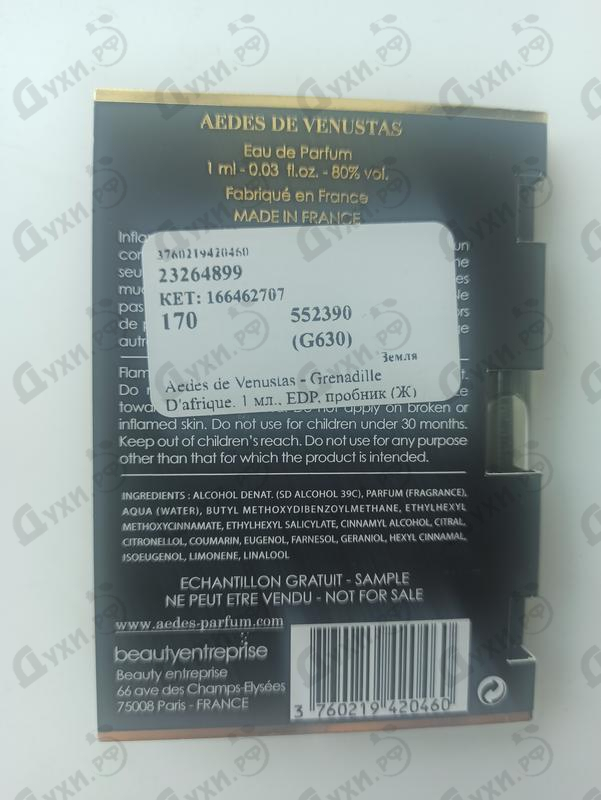 AEDES DE VENUSTAS
Eau de Parfum
1 ml - 0.03 fl.oz. - 80% vol.
Fabriqué en France
MADE IN FRANCE
3760219420460
23264899
КЕТ: 166462707
170
552390
(G630)
Земля
Aedes de Venustas - Grenadille
D'afrique, 1 мл., EDP, пробник (Ж)
apply on broken or
inflamed skin. Do not use for children under 30 months.
Keep out of children's reach. Do not use for any purpose
other than that for which the product is intended.
INGREDIENTS : ALCOHOL DENAT. (SD ALCOHOL 39C), PARFUM (FRAGRANCE),
AQUA (WATER), BUTYL METHOXYDIBENZOYLMETHANE, ETHYLHEXYL
METHOXYCINNAMATE, ETHYLHEXYL SALICYLATE, CINNAMYL ALCOHOL, CITRAL,
CITRONELLOL, COUMARIN, EUGENOL, FARNESOL, GERANIOL, HEXYL CINNAMAL,
ISOEUGENOL, LIMONENE, LINALOOL
ECHANTILLON GRATUIT - SAMPLE
NE PEUT ETRE VENDU - NOT FOR SALE
www.aedes-parfum.com
beautyentreprise
Beauty entreprise
66 ave des Champs-Elysées
75008 Paris - FRANCE
3 760219 420460
Духи.РФ